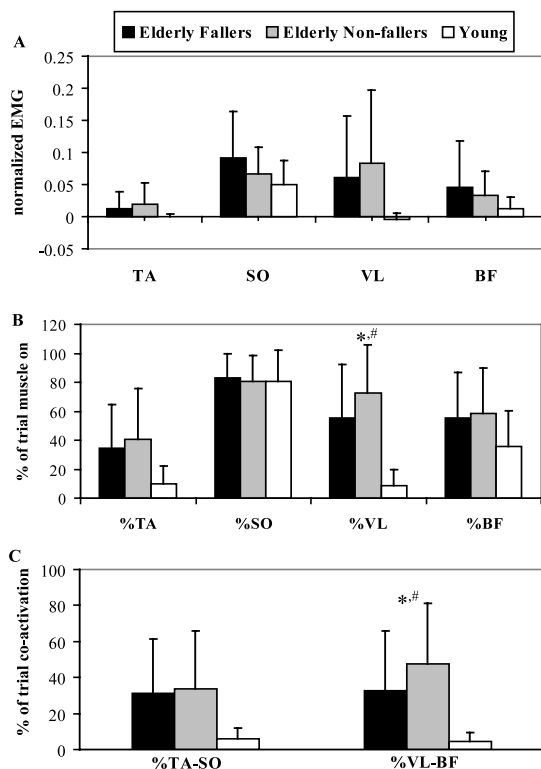 Elderly Fallers Elderly Non-fallers Young
A
normalized EMG
0.25
0.2
0.15
0.1
0.05
0
-0.05
TA SO VL BF
B
% of trial muscle on
120
100
80
60
40
20
0
*,#
%TA %SO %VL %BF
C
% of trial co-activation
100
80
60
40
20
0
*,#
%TA-SO %VL-BF